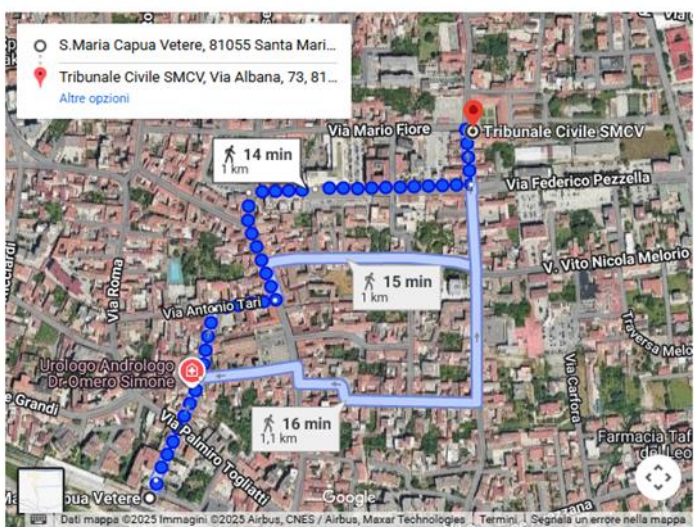 S.Maria Capua Vetere, 81055 Santa Mari...
Tribunale Civile SMCV, Via Albana, 73, 81...
Altre opzioni
Via Mario Fiore
Tribunale Civile SMCV
14 min
1 km
Via Federico Pezzella
V. Vito Nicola Melorio
15 min
1 km
Via Roma
Via Antonio Tari
Urologo Andrologo
Dr. Omero Simone
Traversa Melo
Via Carfora
e Grandi
16 min
1,1 km
Via Palmiro Togliatti
Farmacia Taf
del Leo
pua Vetere
Google
Dati mappa ©2025 Immagini ©2025 Airbus, CNES / Airbus, Maxar Technologies
Termini
Segnala un errore nella mappa